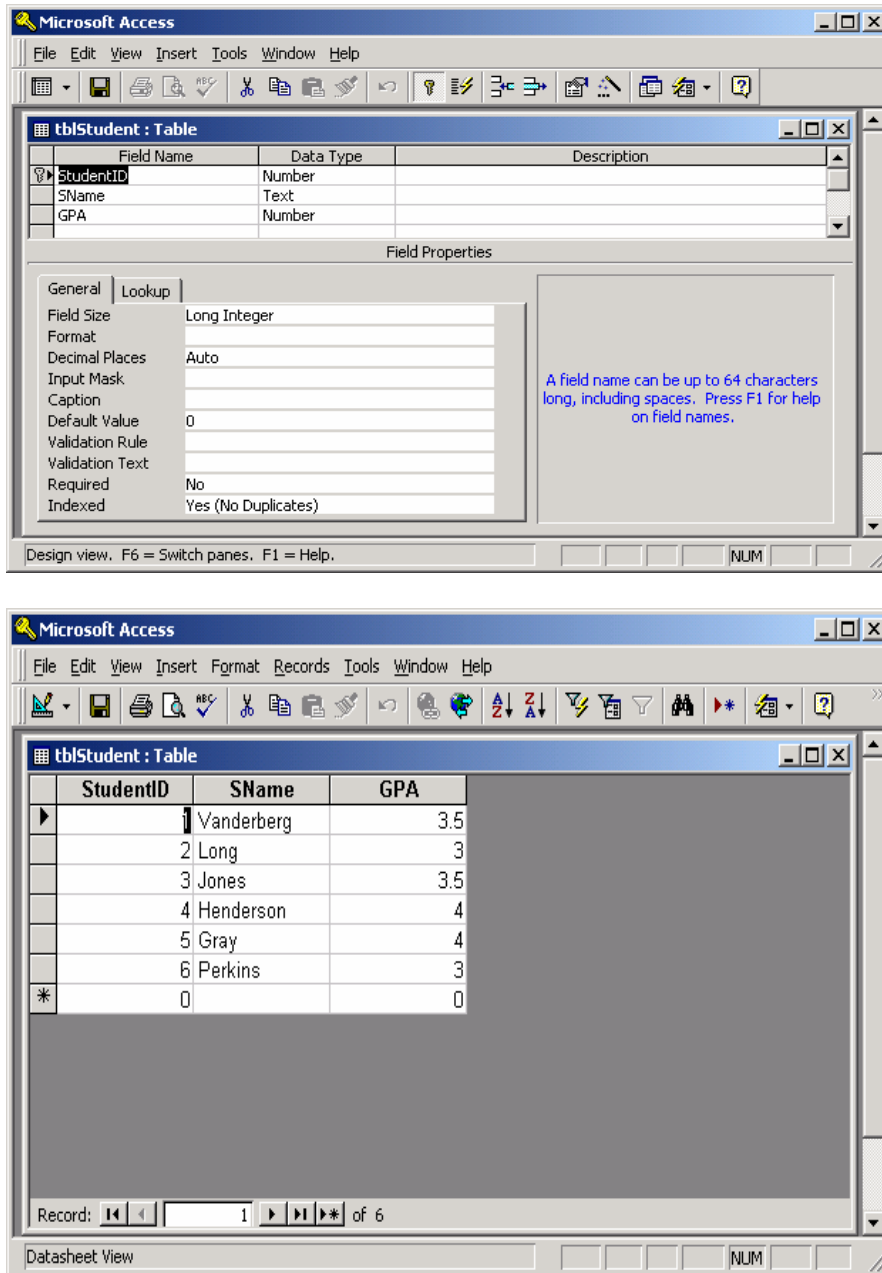 Microsoft Access
File Edit View Insert Tools Window Help
ABC
tblStudent : Table
Field Name Data Type Description
StudentID Number
SName Text
GPA Number
Field Properties
General Lookup
Field Size Long Integer
Format
Decimal Places Auto
Input Mask
Caption
Default Value 0
Validation Rule
Validation Text
Required No
Indexed Yes (No Duplicates)
A field name can be up to 64 characters
long, including spaces. Press F1 for help
on field names.
Design view. F6 = Switch panes. F1 = Help. NUM
Microsoft Access
File Edit View Insert Format Records Tools Window Help
ABC A Z Z A
tblStudent : Table
StudentID SName GPA
1 Vanderberg 3.5
2 Long 3
3 Jones 3.5
4 Henderson 4
5 Gray 4
6 Perkins 3
* 0 0
Record: 1 of 6
Datasheet View NUM